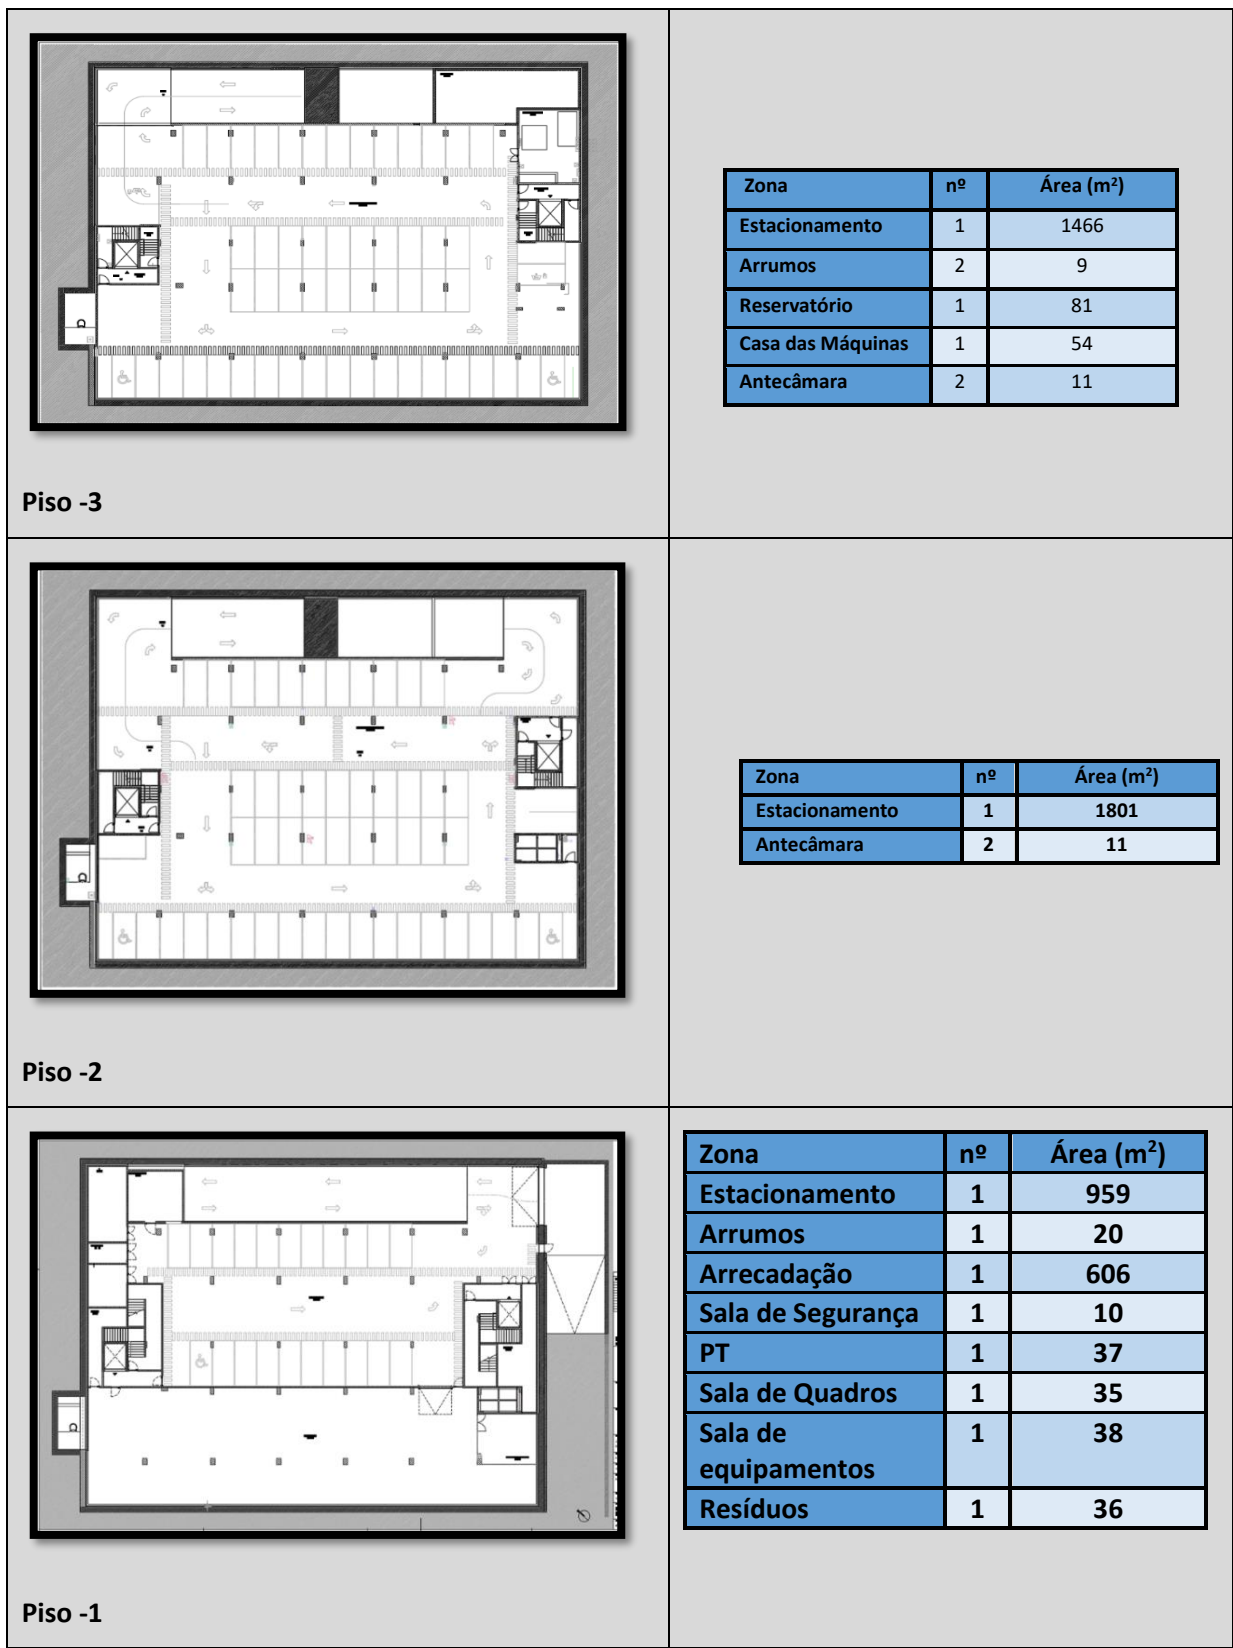 Zona nº Área (m²)
Estacionamento 1 1466
Arrumos 2 9
Reservatório 1 81
Casa das Máquinas 1 54
Antecâmara 2 11
Piso -3
Zona nº Área (m²)
Estacionamento 1 1801
Antecâmara 2 11
Piso -2
Zona nº Área (m²)
Estacionamento 1 959
Arrumos 1 20
Arrecadação 1 606
Sala de Segurança 1 10
PT 1 37
Sala de Quadros 1 35
Sala de 1 38
equipamentos
Resíduos 1 36
Piso -1